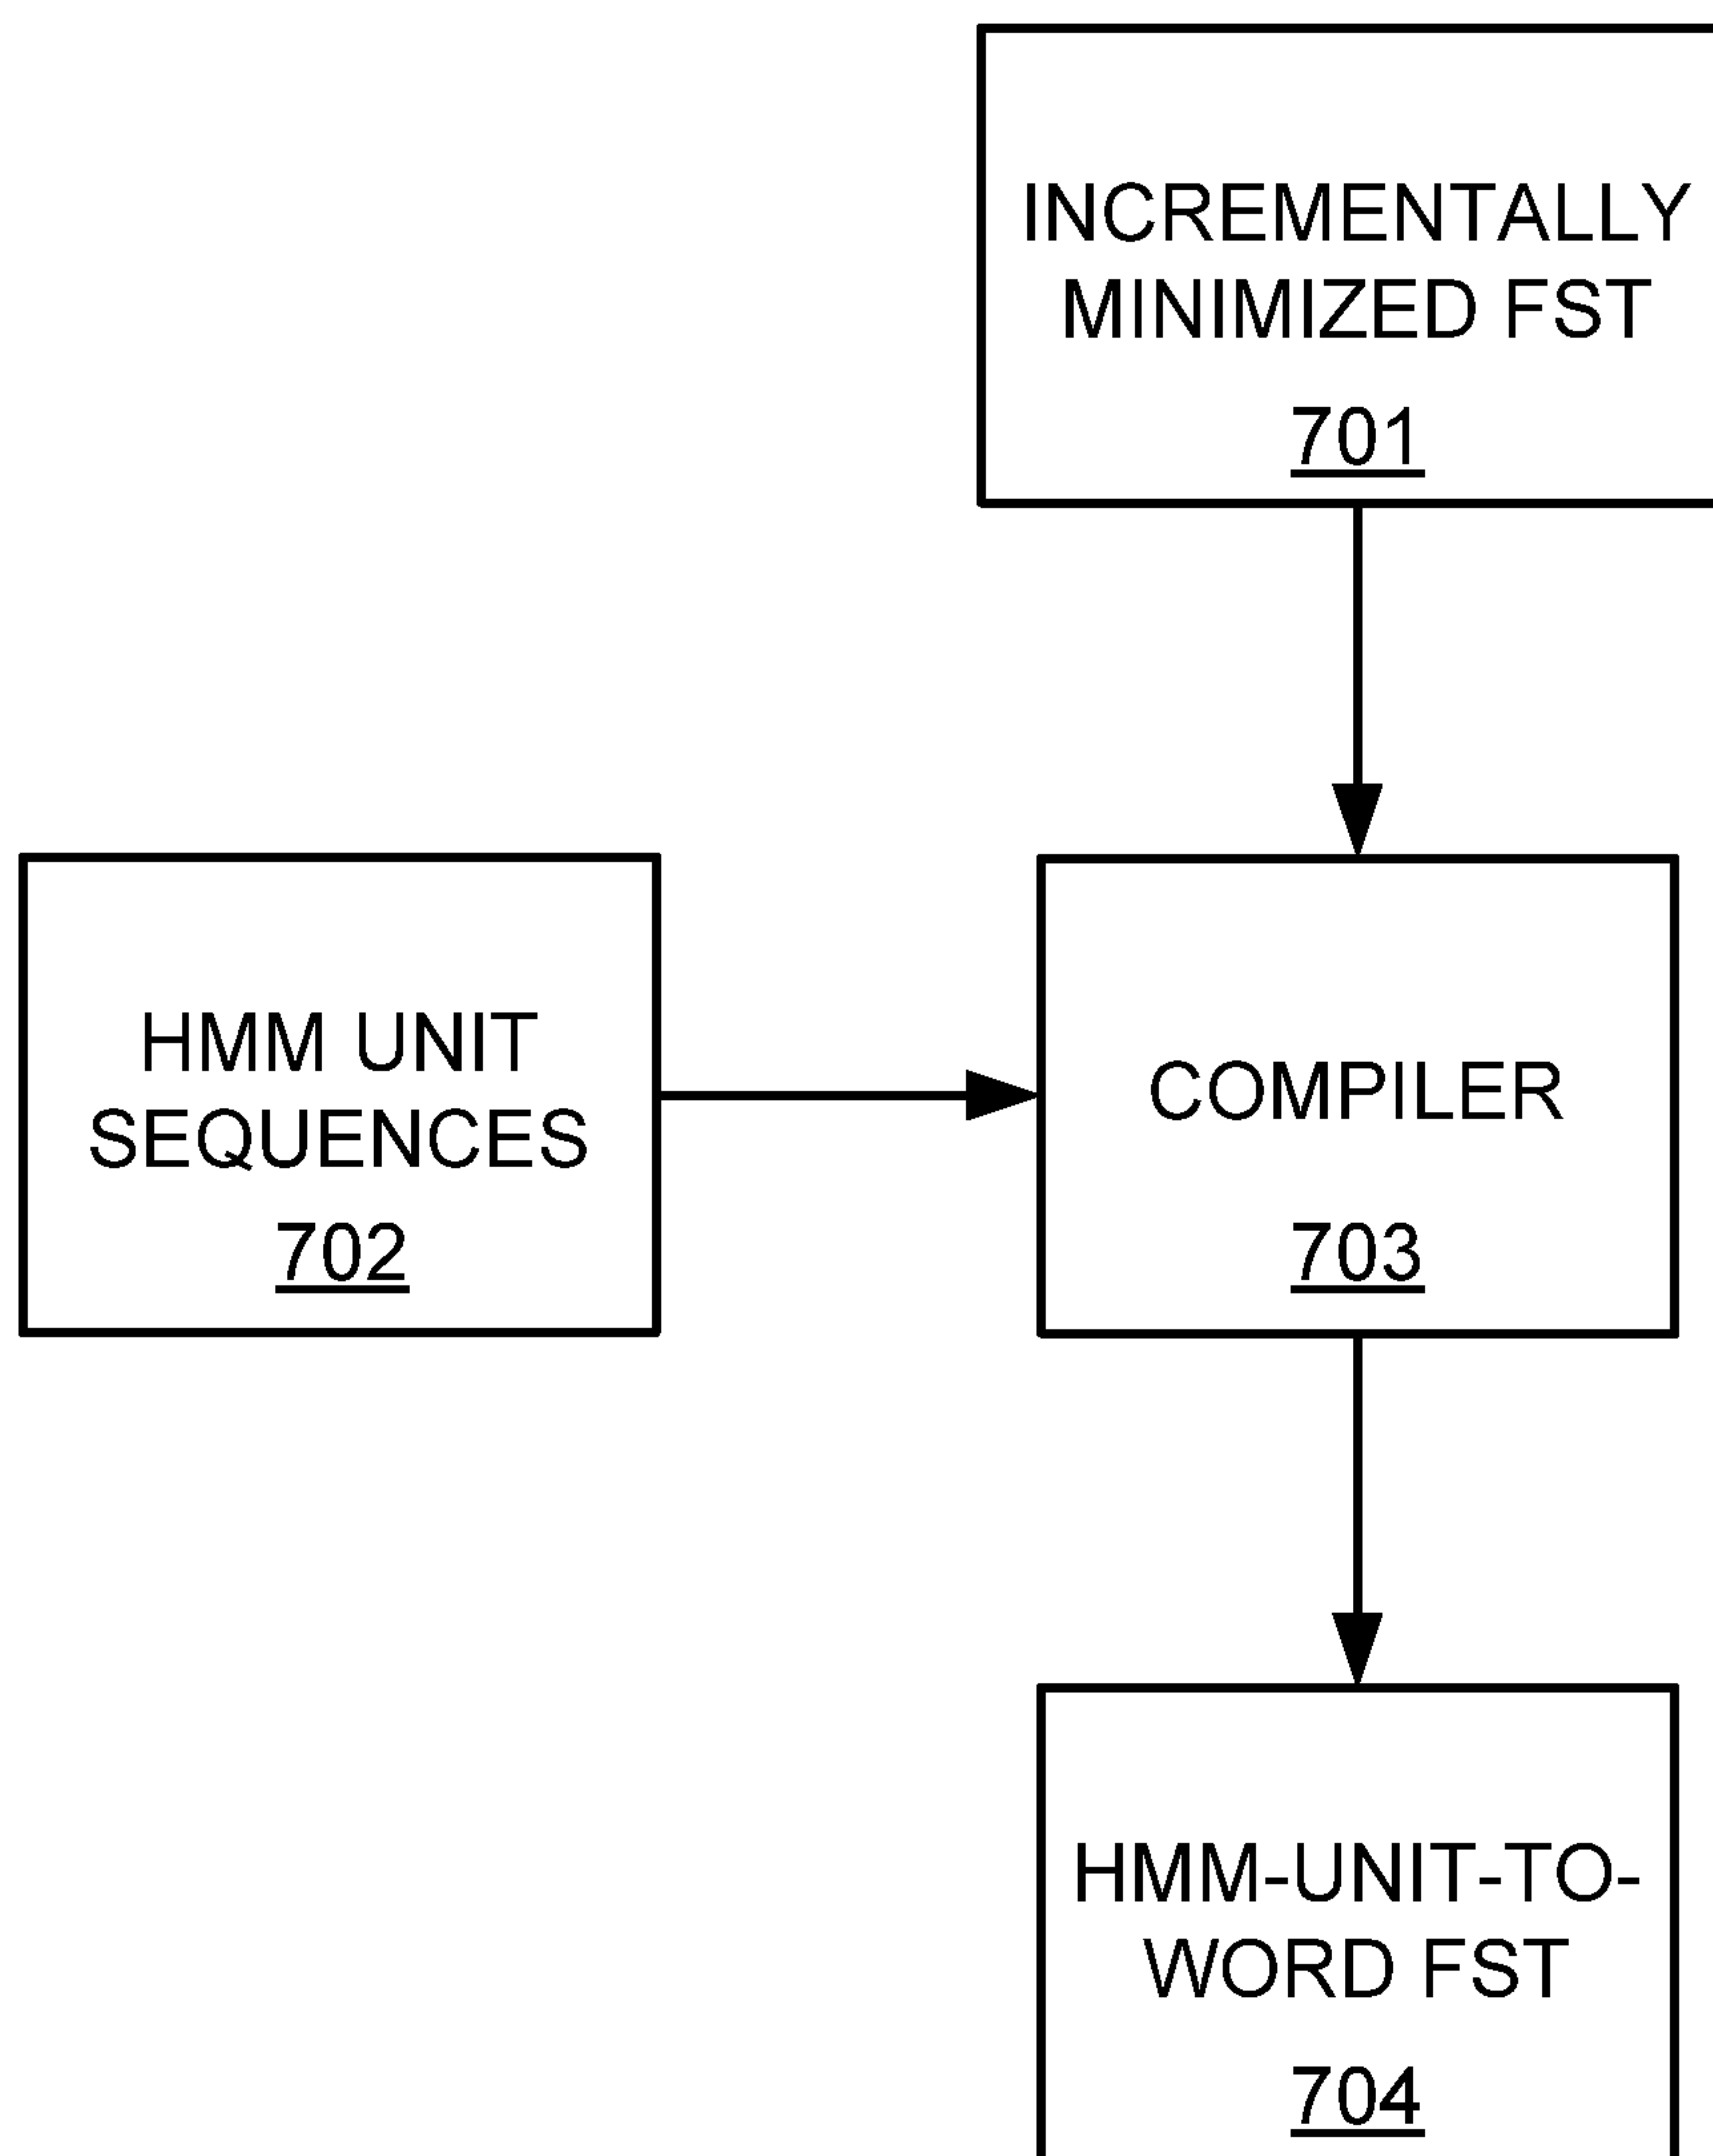 INCREMENTALLY
MINIMIZED FST
701
HMM UNIT
SEQUENCES
702
COMPILER
703
HMM-UNIT-TO-
WORD FST
704